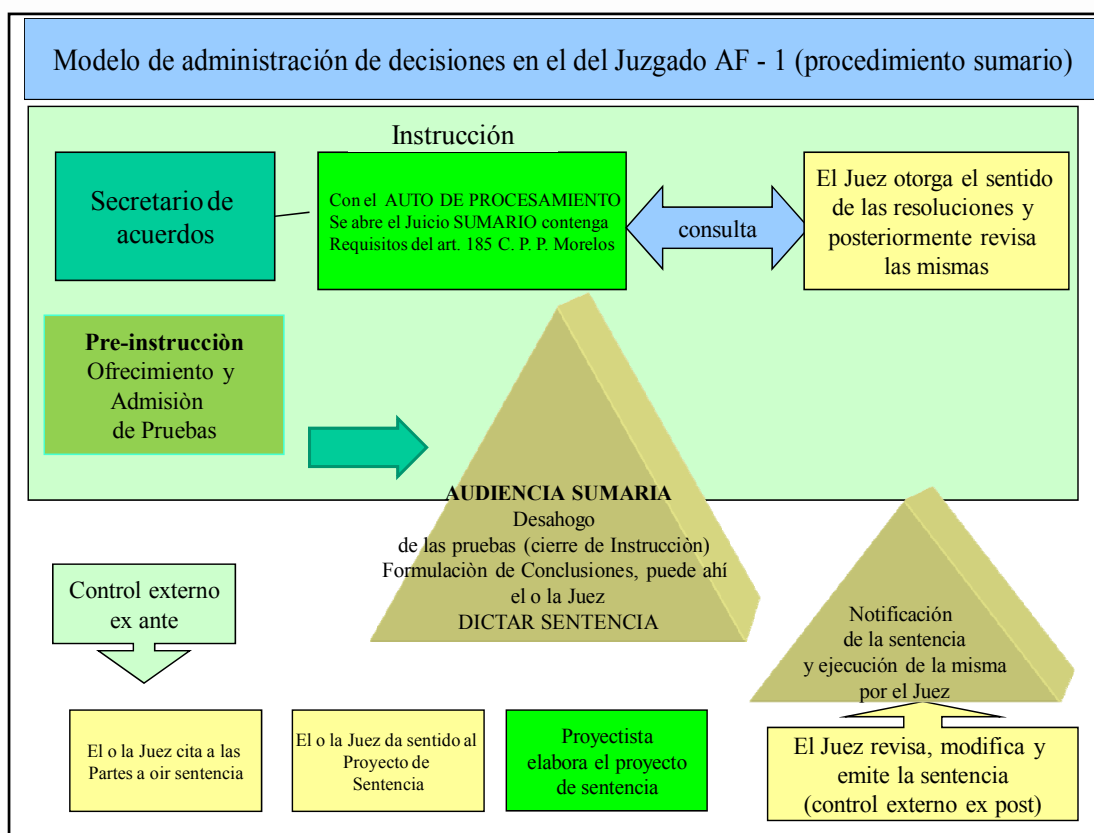 Modelo de administración de decisiones en el del Juzgado AF - 1 (procedimiento sumario)
Instrucción
Secretario de
acuerdos
Con el AUTO DE PROCESAMIENTO
Se abre el Juicio SUMARIO contenga
Requisitos del art. 185 C. P. P. Morelos
consulta
El Juez otorga el sentido
de las resoluciones y
posteriormente revisa
las mismas
Pre-instrucciòn
Ofrecimiento y
Admisiòn
de Pruebas
AUDIENCIA SUMARIA
Desahogo
de las pruebas (cierre de Instrucciòn)
Formulaciòn de Conclusiones, puede ahí
el o la Juez
DICTAR SENTENCIA
Control externo
ex ante
Notificación
de la sentencia
y ejecución de la misma
por el Juez
El o la Juez cita a las
Partes a oir sentencia
El o la Juez da sentido al
Proyecto de
Sentencia
Proyectista
elabora el proyecto
de sentencia
El Juez revisa, modifica y
emite la sentencia
(control externo ex post)